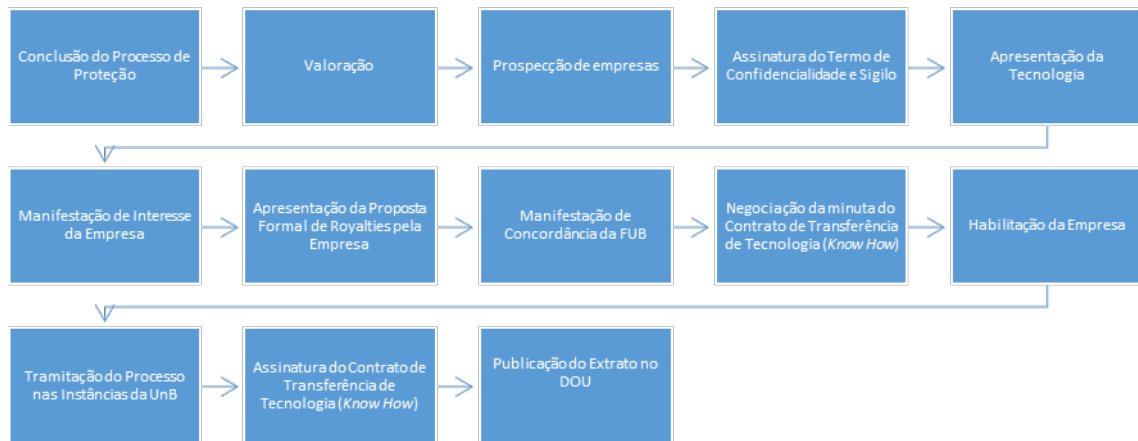 Conclusão do Processo de
Proteção
Valoração
Prospecção de empresas
Assinatura do Termo de
Confidencialidade e Sigilo
Apresentação da
Tecnologia
Manifestação de Interesse
da Empresa
Apresentação da Proposta
Formal de Royalties pela
Empresa
Manifestação de
Concordância da FUB
Negociação da minuta do
Contrato de Transferência
de Tecnologia (Know How)
Habilitação da Empresa
Tramitação do Processo
nas Instâncias da UnB
Assinatura do Contrato de
Transferência de
Tecnologia (Know How)
Publicação do Extrato no
DOU